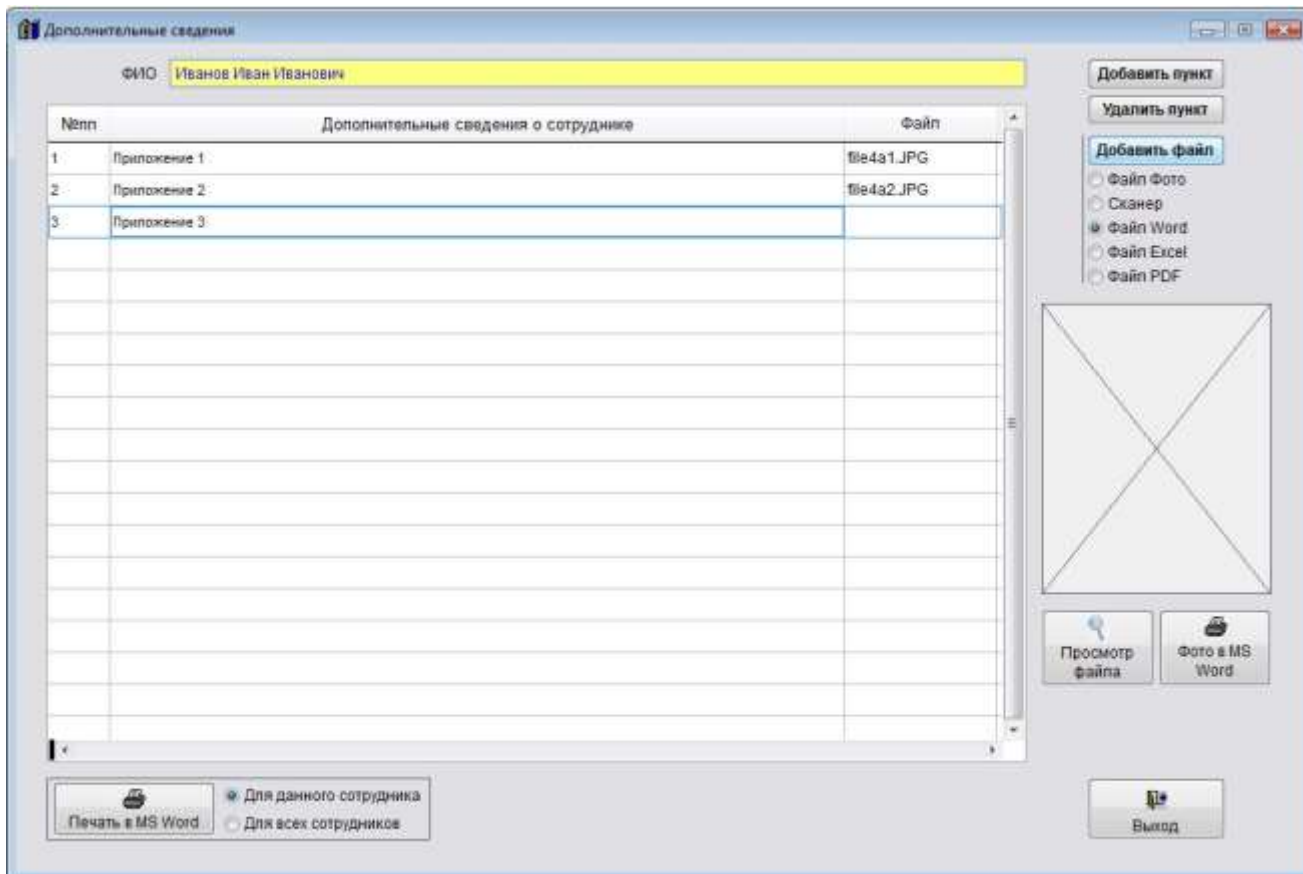 Дополнительные сведения
ФИО Иванов Иван Иванович
Добавить пункт
Удалить пункт
Добавить файл
Файл Фото
Сканер
Файл Word
Файл Excel
Файл PDF
№пп Дополнительные сведения о сотруднике Файл
1 Приложение 1 file4a1.JPG
2 Приложение 2 file4a2.JPG
3 Приложение 3
Просмотр файла
Фото в MS Word
Печать в MS Word
Для данного сотрудника
Для всех сотрудников
Выход